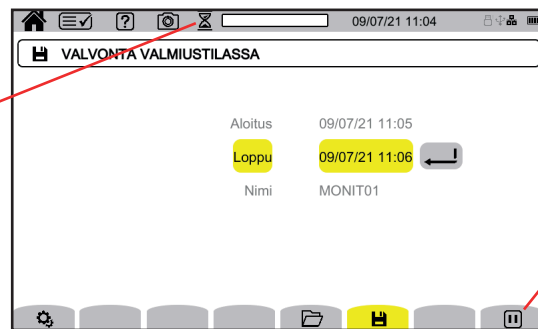 09/07/21 11:04
VALVONTA VALMIUSTILASSA
Aloitus 09/07/21 11:05
Loppu 09/07/21 11:06
Nimi MONIT01